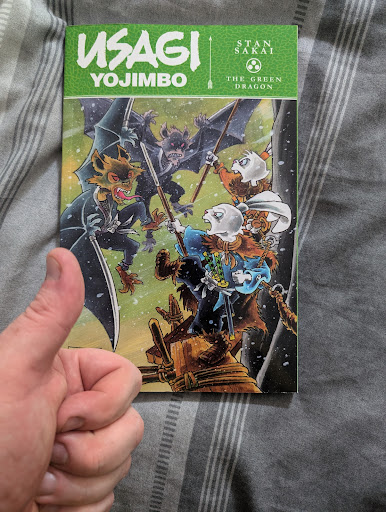 USAGI
YOJIMBO
STAN
SAKAI
THE GREEN
DRAGON